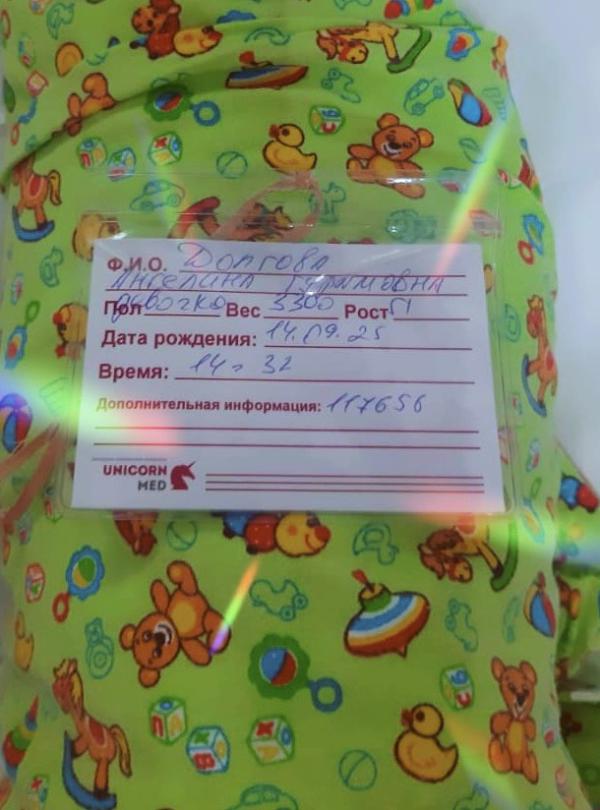 Ф.И.О. Долгова
Ангелина
Пол девочка Вес 3300 Рост 51
Дата рождения: 14.09.25
Время: 14 32
Дополнительная информация: 117656
UNICORN
MED